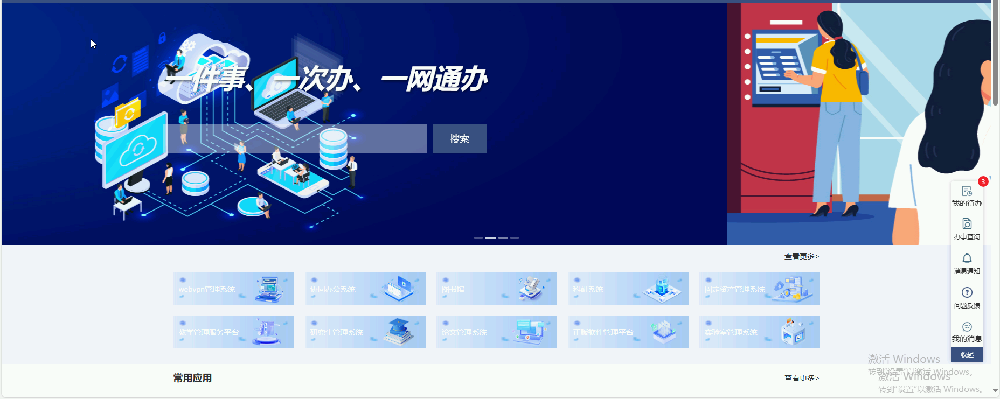 一件事、一次办、一网通办
搜索
3
我的待办
办事查询
消息通知
问题反馈
我的消息
收起
查看更多>
webvpn管理系统
协同办公系统
图书馆
科研系统
固定资产管理系统
教学管理服务平台
研究生管理系统
论文管理系统
正版软件管理平台
实验室管理系统
常用应用
查看更多>
激活 Windows
转到“设置”以激活 Windows。
激活 Windows
转到“设置”以激活 Windows。